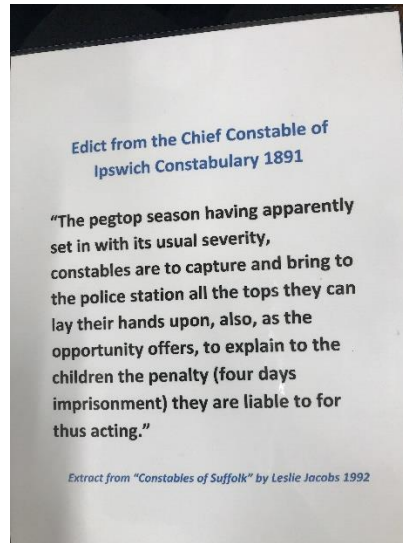 Edict from the Chief Constable of
Ipswich Constabulary 1891
“The pegtop season having apparently
set in with its usual severity,
constables are to capture and bring to
the police station all the tops they can
lay their hands upon, also, as the
opportunity offers, to explain to the
children the penalty (four days
imprisonment) they are liable to for
thus acting.”
Extract from “Constables of Suffolk” by Leslie Jacobs 1992